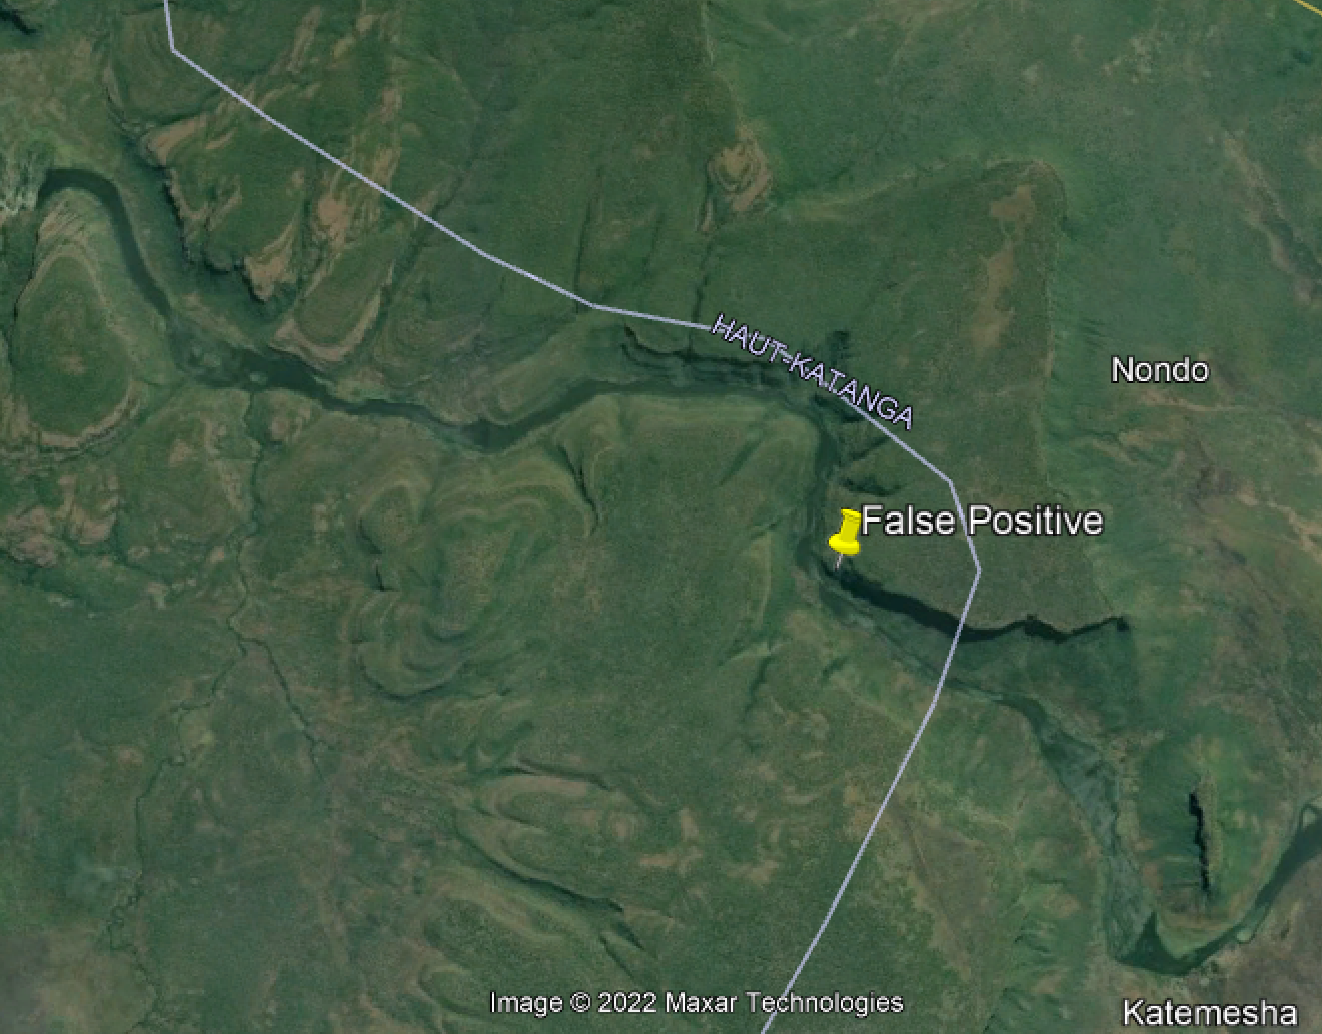 HAUT-KATANGA
Nondo
False Positive
Image © 2022 Maxar Technologies
Katemesha